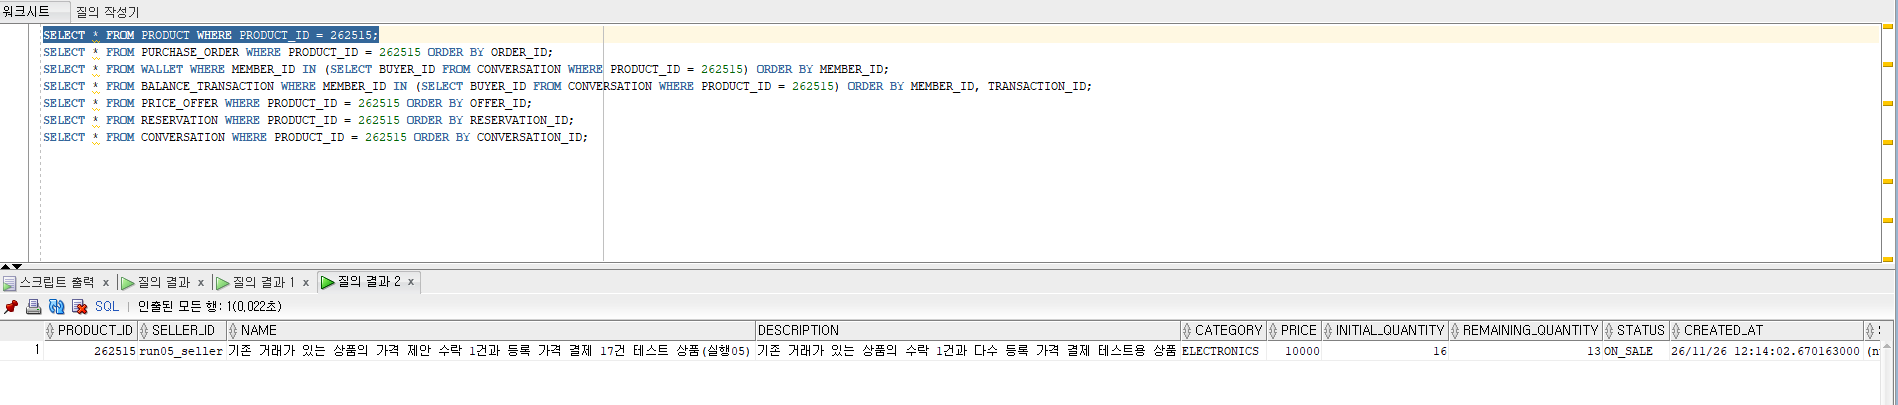 워크시트 질의 작성기
SELECT * FROM PRODUCT WHERE PRODUCT_ID = 262515;
SELECT * FROM PURCHASE_ORDER WHERE PRODUCT_ID = 262515 ORDER BY ORDER_ID;
SELECT * FROM WALLET WHERE MEMBER_ID IN (SELECT BUYER_ID FROM CONVERSATION WHERE PRODUCT_ID = 262515) ORDER BY MEMBER_ID;
SELECT * FROM BALANCE_TRANSACTION WHERE MEMBER_ID IN (SELECT BUYER_ID FROM CONVERSATION WHERE PRODUCT_ID = 262515) ORDER BY MEMBER_ID, TRANSACTION_ID;
SELECT * FROM PRICE_OFFER WHERE PRODUCT_ID = 262515 ORDER BY OFFER_ID;
SELECT * FROM RESERVATION WHERE PRODUCT_ID = 262515 ORDER BY RESERVATION_ID;
SELECT * FROM CONVERSATION WHERE PRODUCT_ID = 262515 ORDER BY CONVERSATION_ID;
스크립트 출력 x 질의 결과 x 질의 결과 1 x 질의 결과 2 x
SQL | 인출된 모든 행: 1(0,022초)
PRODUCT_ID SELLER_ID NAME DESCRIPTION CATEGORY PRICE INITIAL_QUANTITY REMAINING_QUANTITY STATUS CREATED_AT
1 262515 run05_seller 기존 거래가 있는 상품의 가격 제안 수락 1건과 등록 가격 결제 17건 테스트 상품(실행05) 기존 거래가 있는 상품의 수락 1건과 다수 등록 가격 결제 테스트용 상품 ELECTRONICS 10000 16 13 ON_SALE 26/11/26 12:14:02.670163000